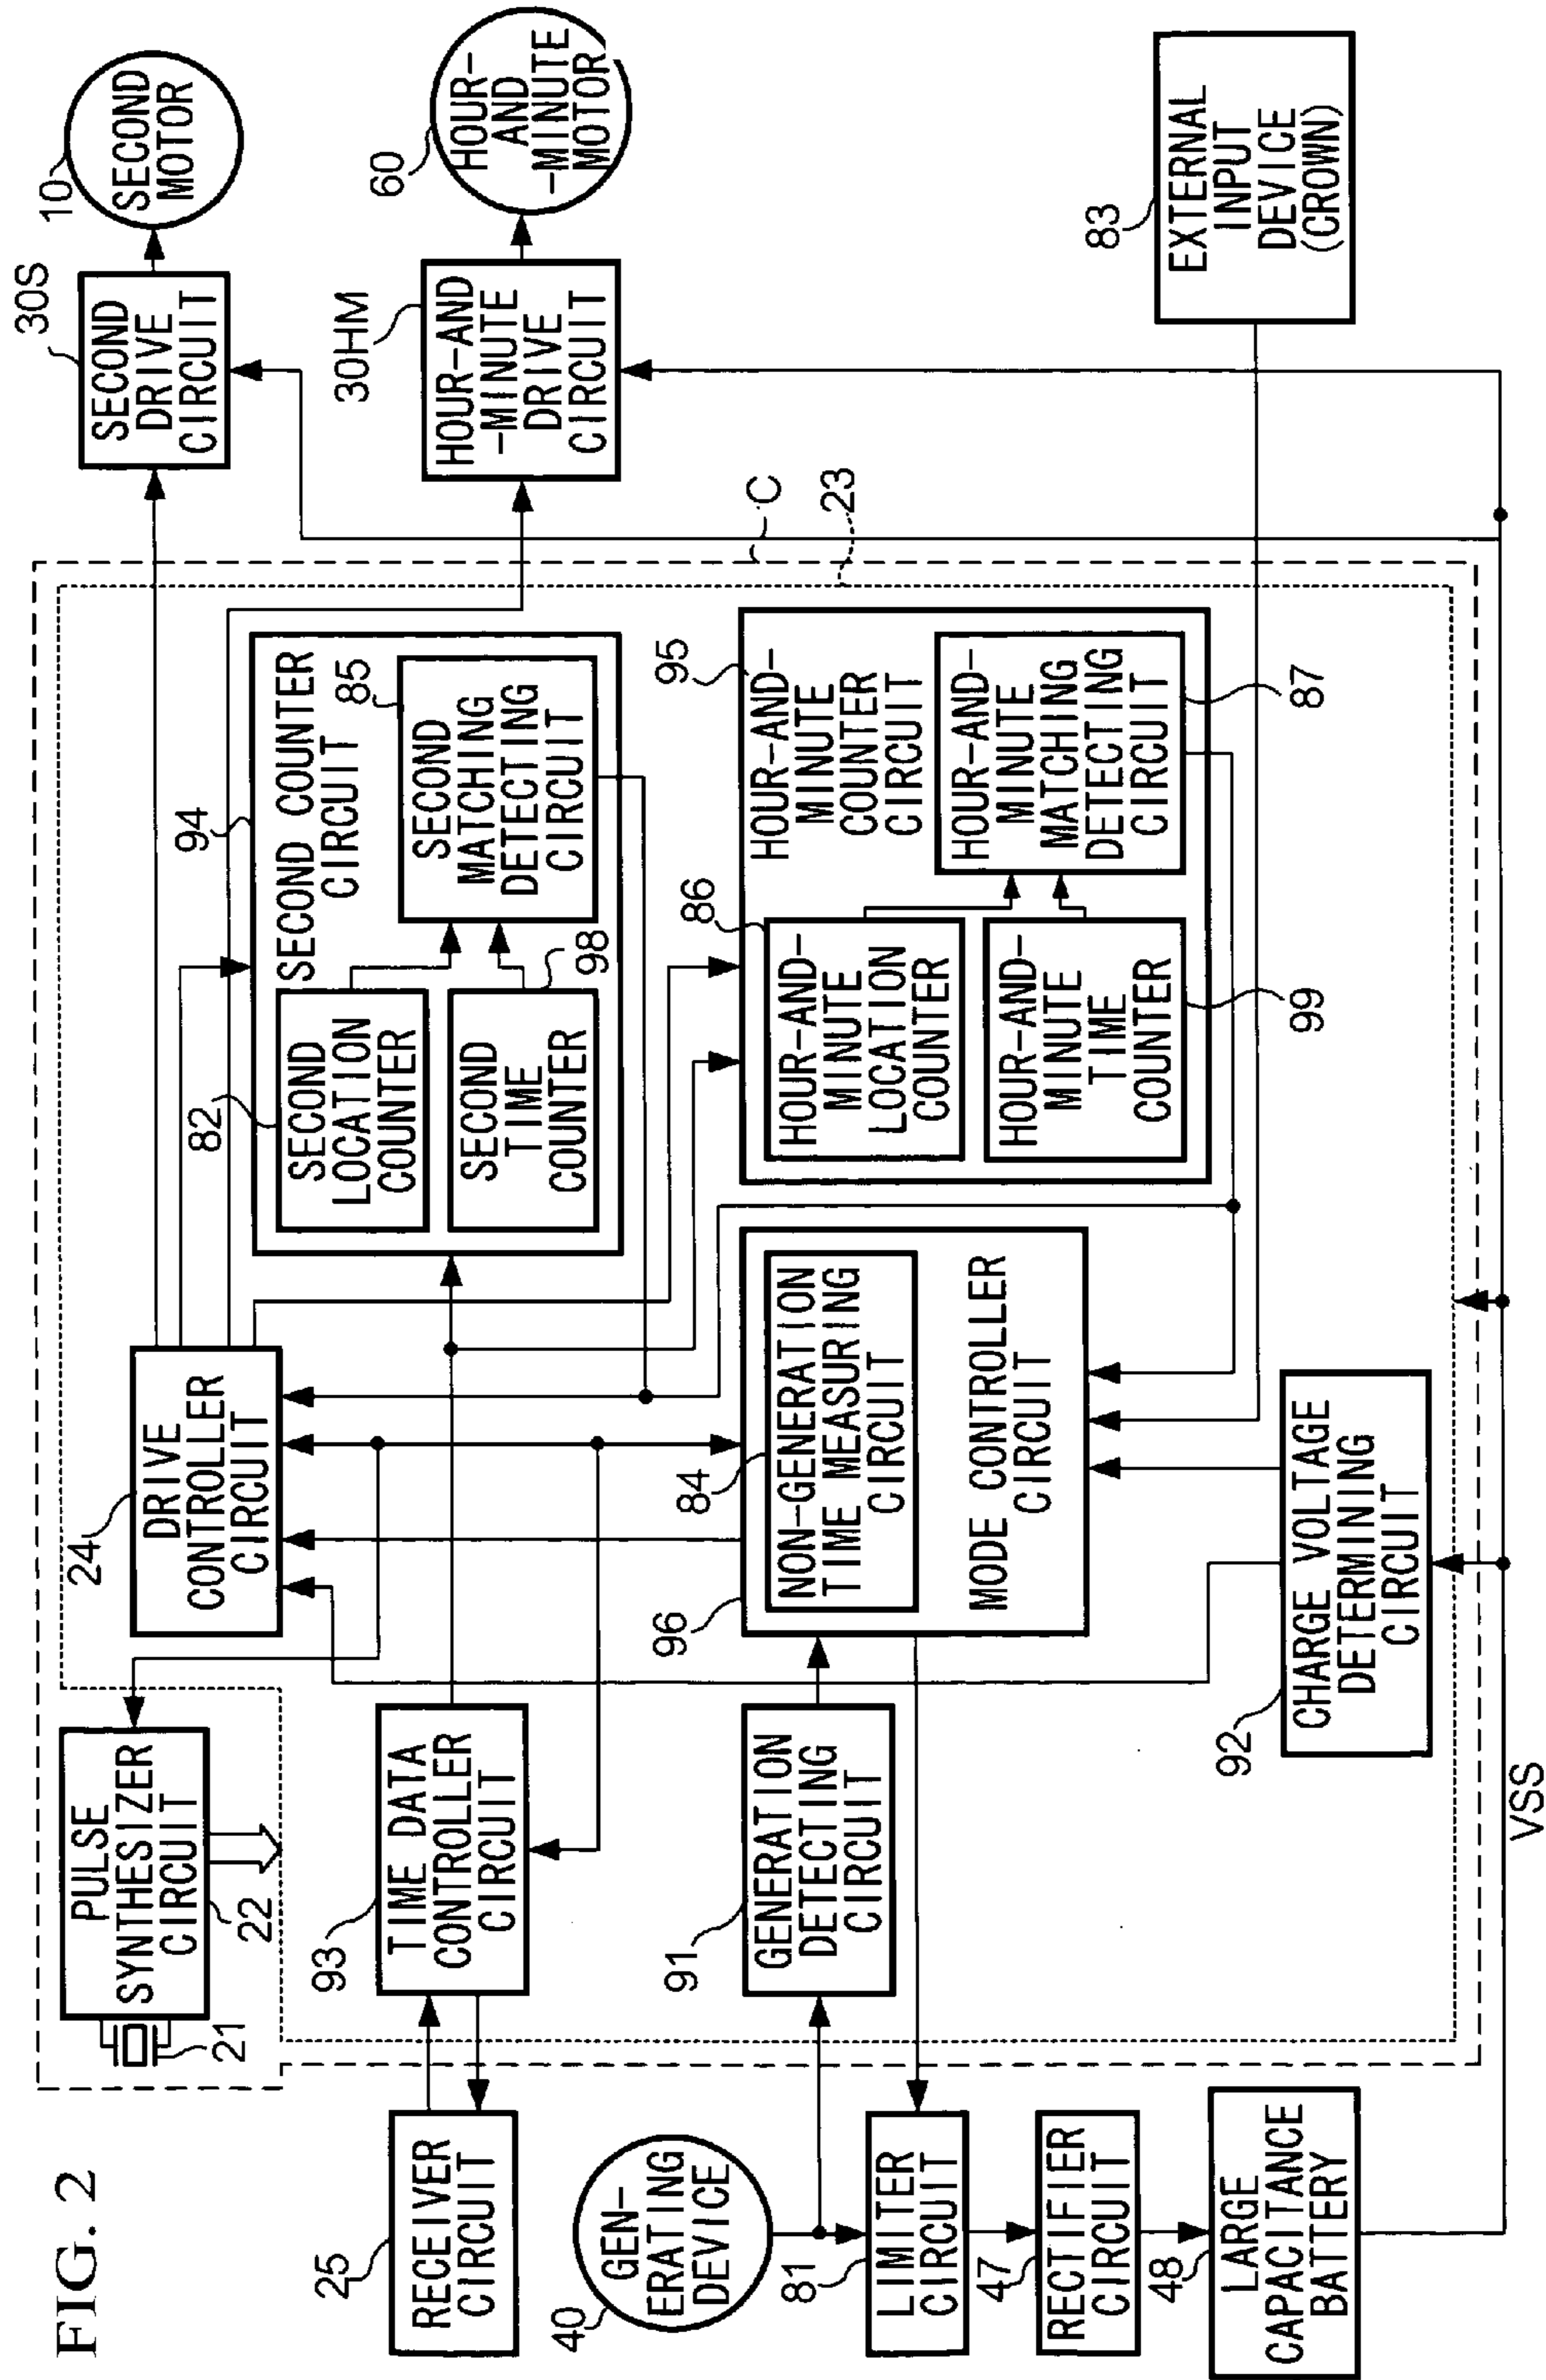 FIG. 2
21
PULSE
SYNTHESIZER
CIRCUIT
22
24
DRIVE
CONTROLLER
CIRCUIT
30S
SECOND
DRIVE
CIRCUIT
10
SECOND
MOTOR
82
94
SECOND COUNTER
CIRCUIT
SECOND
LOCATION
COUNTER
SECOND
TIME
COUNTER
98
85
SECOND
MATCHING
DETECTING
CIRCUIT
30HM
HOUR-AND
-MINUTE
DRIVE
CIRCUIT
60
HOUR-
AND
-MINUTE
MOTOR
25
RECEIVER
CIRCUIT
93
TIME DATA
CONTROLLER
CIRCUIT
C
23
40
GEN-
ERATING
DEVICE
91
GENERATION
DETECTING
CIRCUIT
96
84
NON-GENERATION
TIME MEASURING
CIRCUIT
MODE CONTROLLER
CIRCUIT
95
HOUR-AND-
MINUTE
COUNTER
CIRCUIT
86
HOUR-AND-
MINUTE
LOCATION
COUNTER
HOUR-AND-
MINUTE
TIME
COUNTER
99
HOUR-AND-
MINUTE
MATCHING
DETECTING
CIRCUIT
87
81
LIMITER
CIRCUIT
47
RECTIFIER
CIRCUIT
48
LARGE
CAPACITANCE
BATTERY
92
CHARGE VOLTAGE
DETERMINING
CIRCUIT
83
EXTERNAL
INPUT
DEVICE
(CROWN)
VSS